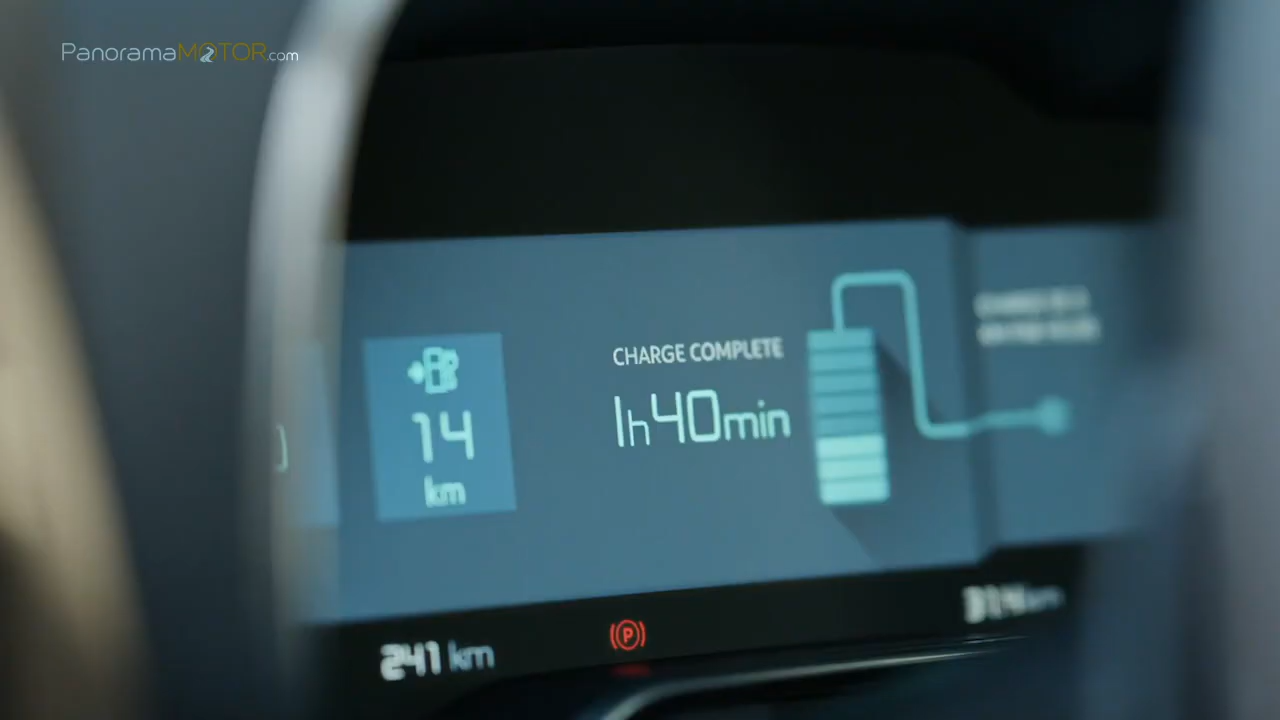 PanoramaMOTOR.com
CHARGE COMPLETE
1h40min
14
km
241 km
P